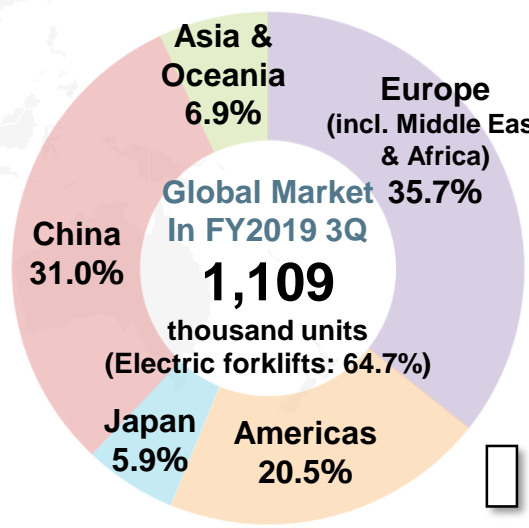 Asia &
Oceania
6.9%
Europe
(incl. Middle Eas
& Africa)
35.7%
Global Market
In FY2019 3Q
1,109
thousand units
(Electric forklifts: 64.7%)
China
31.0%
Japan
5.9%
Americas
20.5%